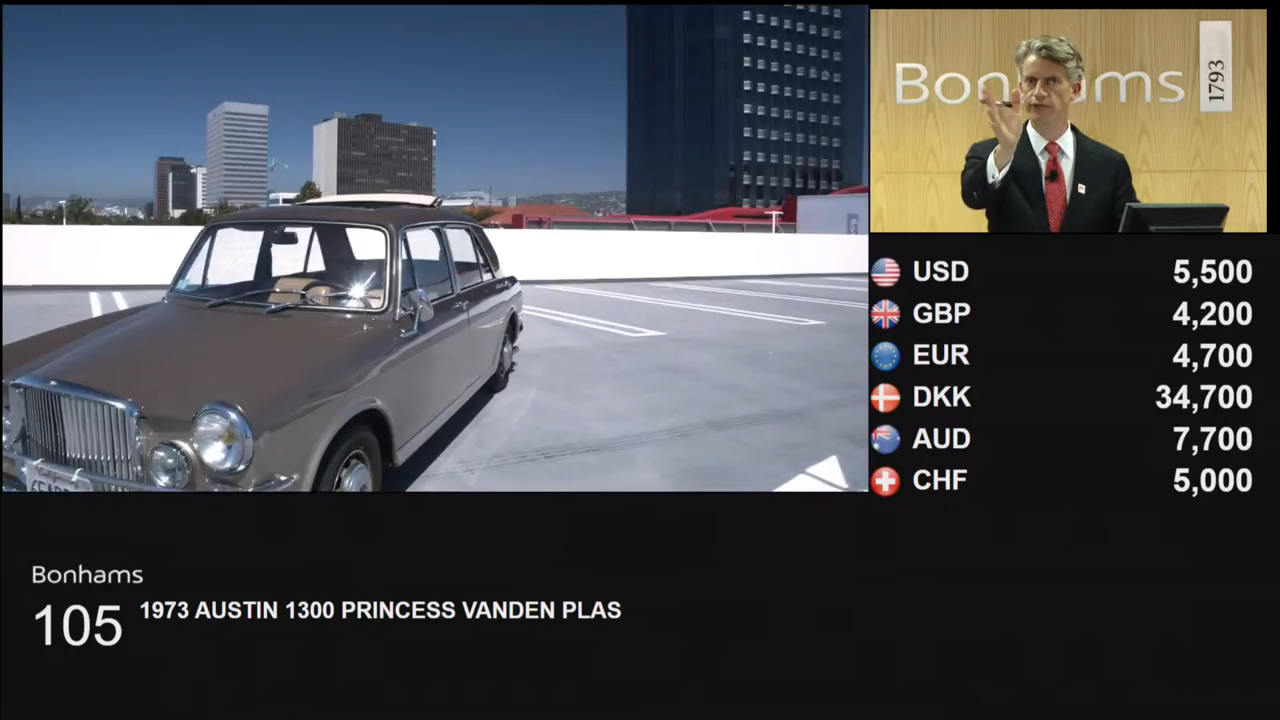 Bonhams
1793
USD 5,500
GBP 4,200
EUR 4,700
DKK 34,700
AUD 7,700
CHF 5,000
Bonhams
105 1973 AUSTIN 1300 PRINCESS VANDEN PLAS